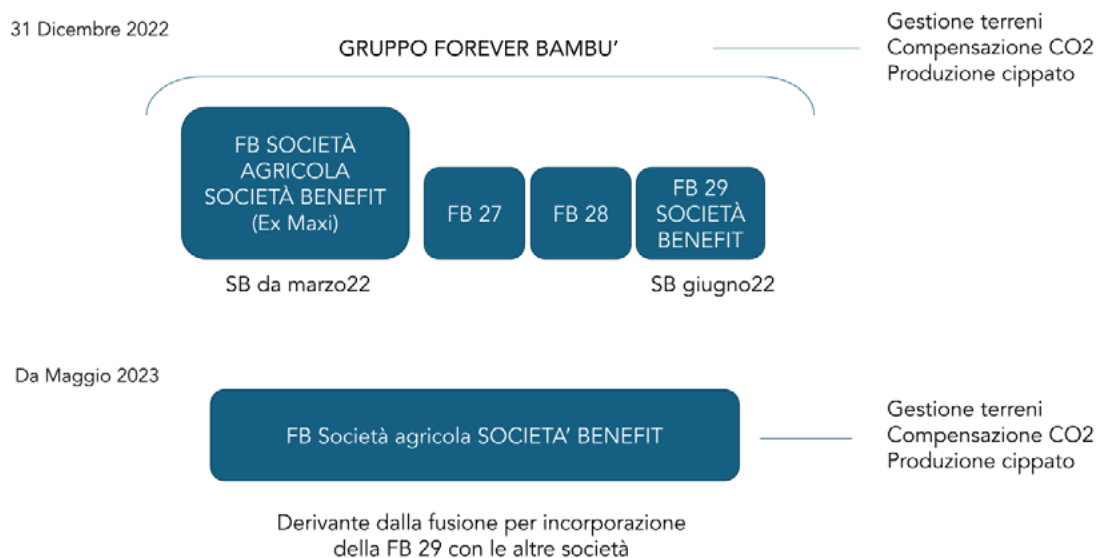 31 Dicembre 2022
GRUPPO FOREVER BAMBU'
Gestione terreni
Compensazione CO2
Produzione cippato
FB SOCIETÀ
AGRICOLA
SOCIETÀ BENEFIT
(Ex Maxi)
FB 27
FB 28
FB 29
SOCIETÀ
BENEFIT
SB da marzo22
SB giugno22
Da Maggio 2023
FB Società agricola SOCIETA' BENEFIT
Gestione terreni
Compensazione CO2
Produzione cippato
Derivante dalla fusione per incorporazione
della FB 29 con le altre società